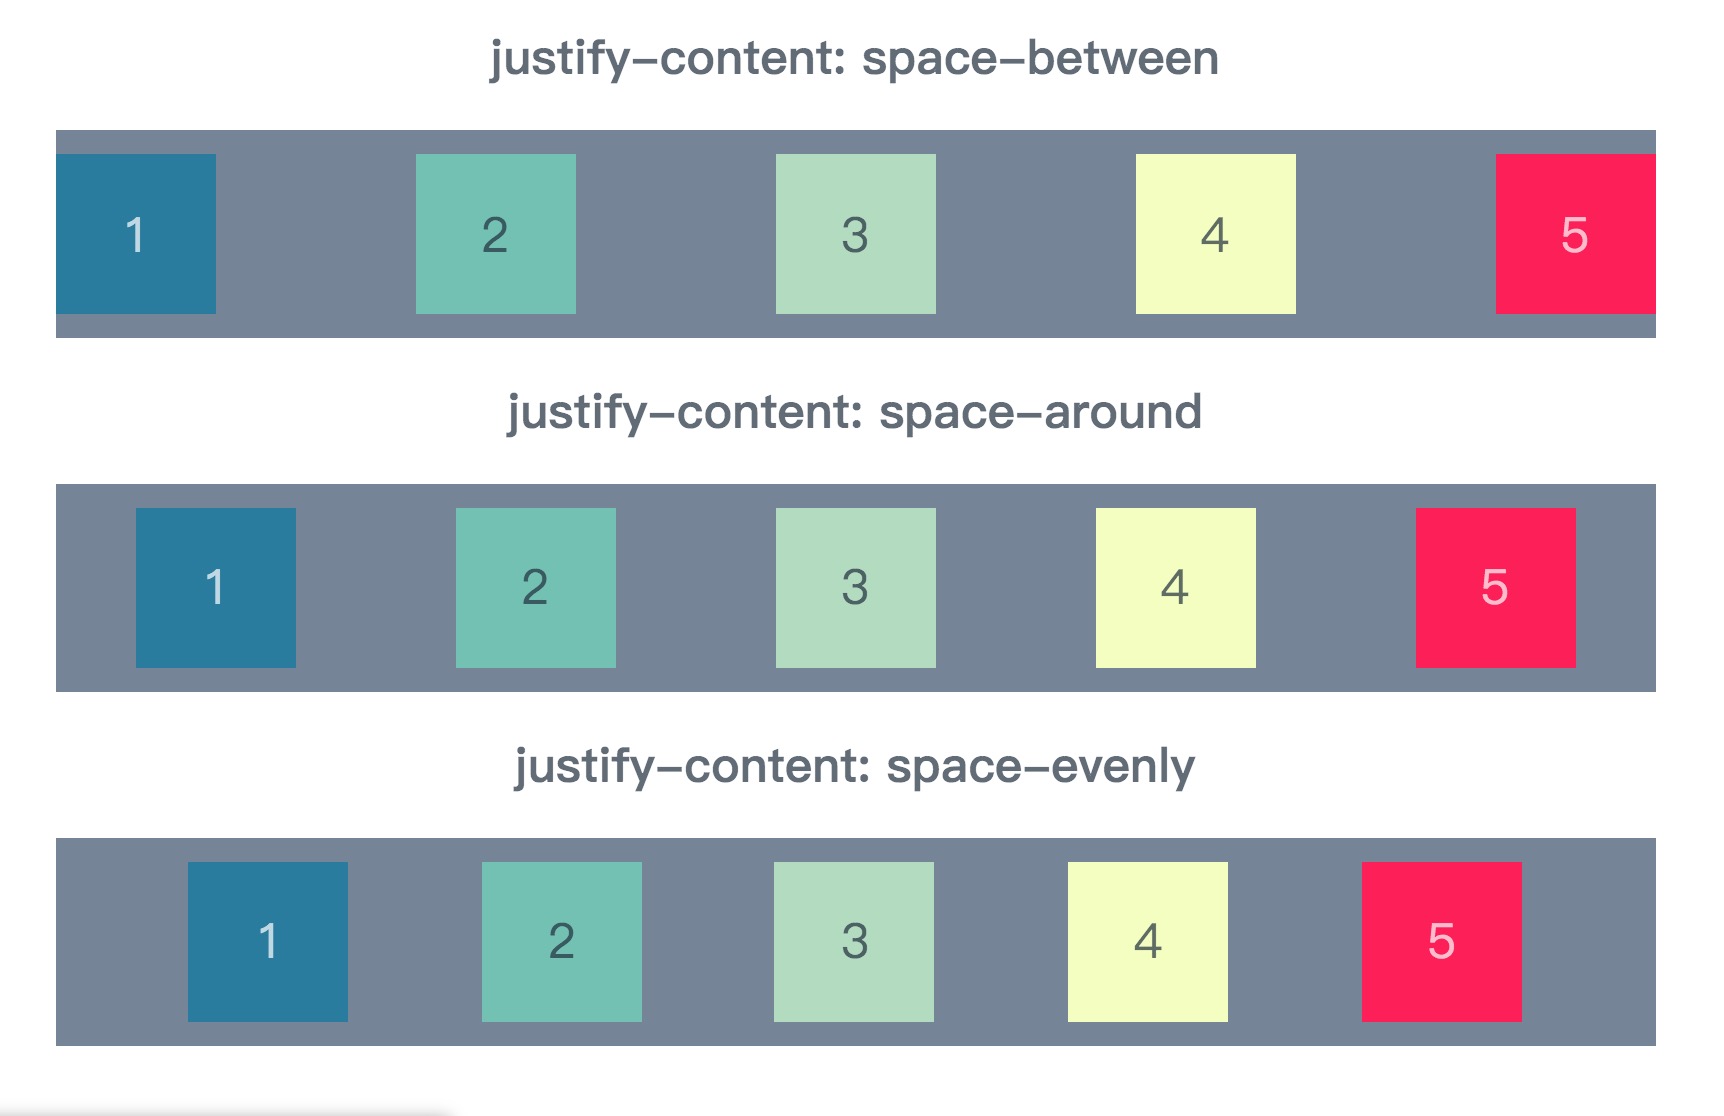 justify-content: space-between
1 2 3 4 5
justify-content: space-around
1 2 3 4 5
justify-content: space-evenly
1 2 3 4 5